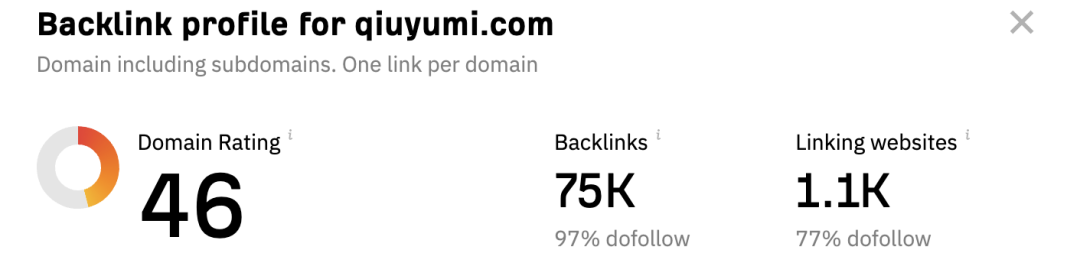 Backlink profile for qiuyumi.com
Domain including subdomains. One link per domain
Domain Rating i
46
Backlinks i
75K
97% dofollow
Linking websites i
1.1K
77% dofollow